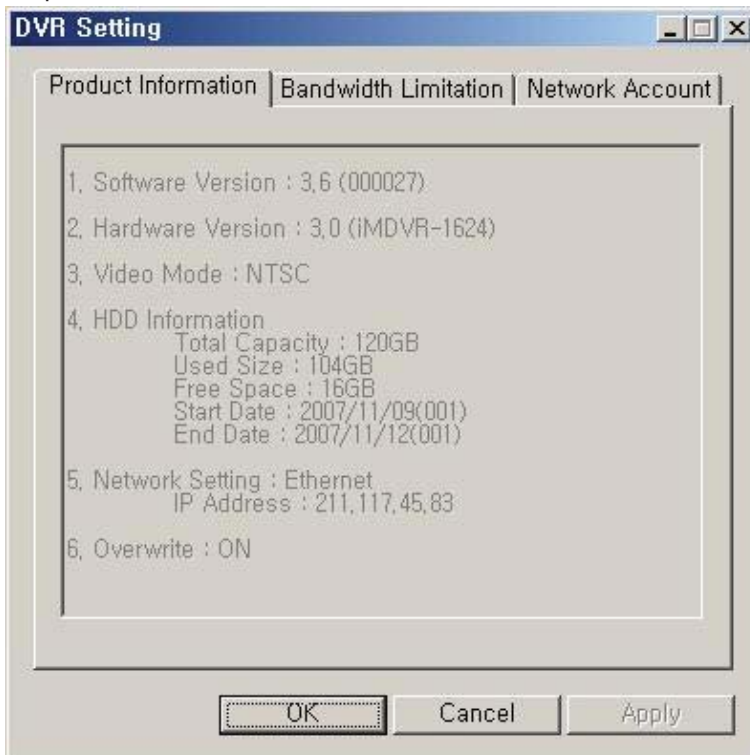 DVR Setting
Product Information Bandwidth Limitation Network Account
1, Software Version : 3,6 (000027)
2, Hardware Version : 3,0 (iMDVR-1624)
3, Video Mode : NTSC
4, HDD Information
Total Capacity : 120GB
Used Size : 104GB
Free Space : 16GB
Start Date : 2007/11/09(001)
End Date : 2007/11/12(001)
5, Network Setting : Ethernet
IP Address : 211,117,45,83
6, Overwrite : ON
OK Cancel Apply